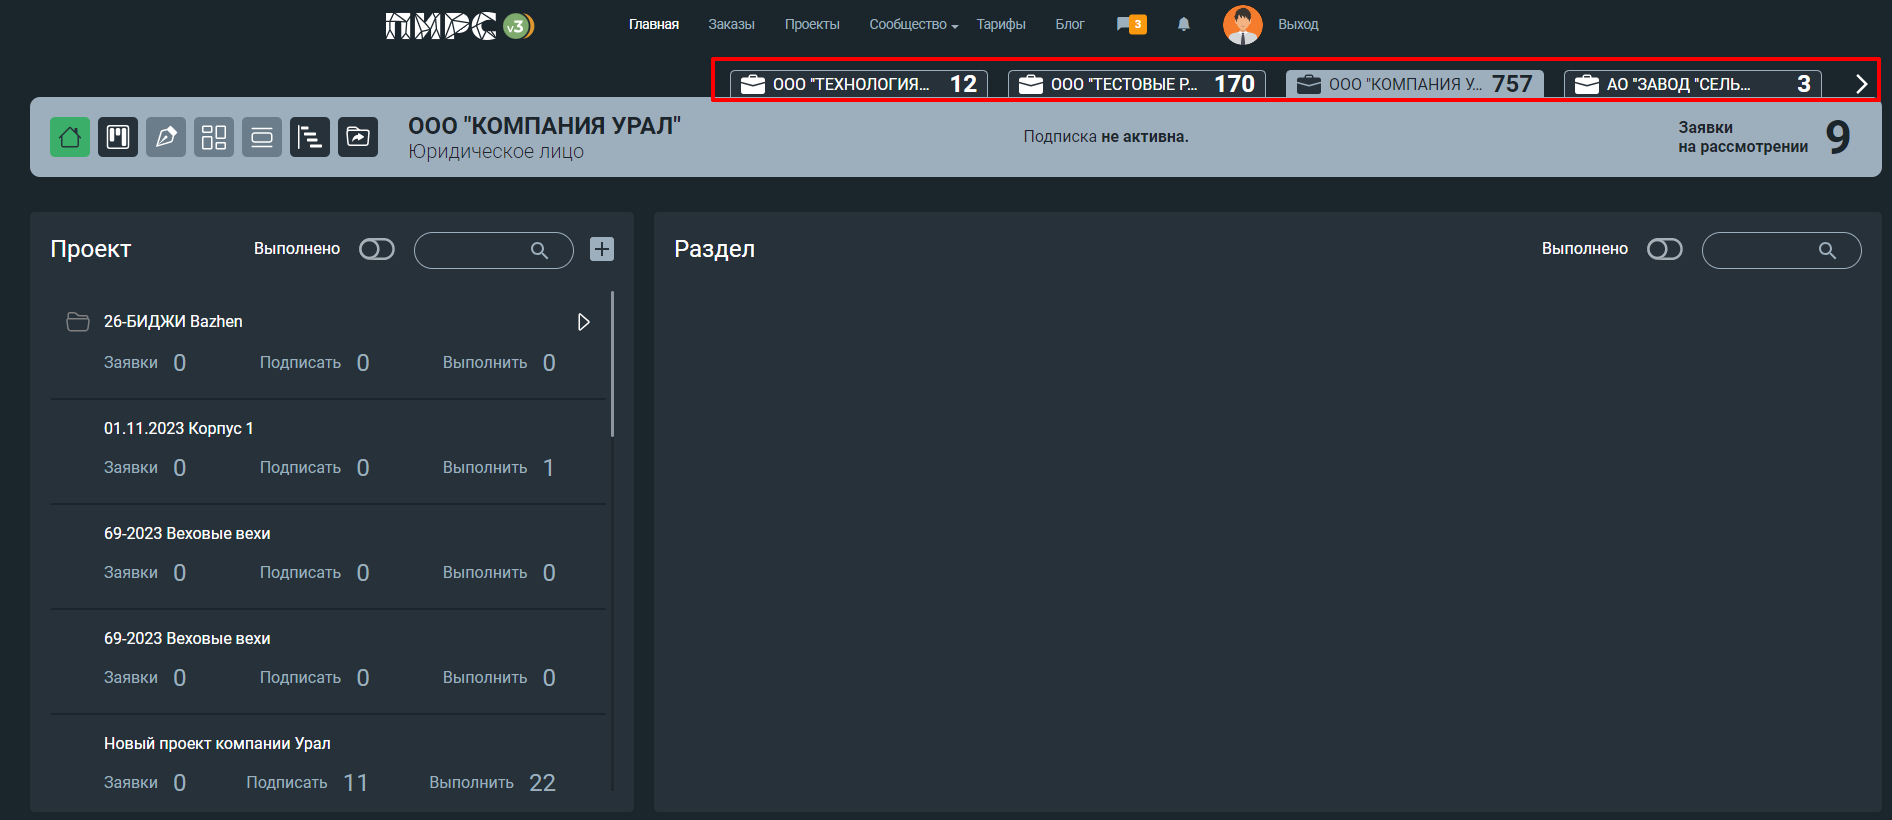 ПИРС v3
Главная Заказы Проекты Сообщество Тарифы Блог 3 Выход
ООО "ТЕХНОЛОГИЯ... 12 ООО "ТЕСТОВЫЕ Р... 170 ООО "КОМПАНИЯ У... 757 АО "ЗАВОД "СЕЛЬ... 3
ООО "КОМПАНИЯ УРАЛ"
Юридическое лицо
Подписка не активна.
Заявки
на рассмотрении 9
Проект Выполнено
26-БИДЖИ Bazhen
Заявки 0 Подписать 0 Выполнить 0
01.11.2023 Корпус 1
Заявки 0 Подписать 0 Выполнить 1
69-2023 Веховые вехи
Заявки 0 Подписать 0 Выполнить 0
69-2023 Веховые вехи
Заявки 0 Подписать 0 Выполнить 0
Новый проект компании Урал
Заявки 0 Подписать 11 Выполнить 22
Раздел Выполнено